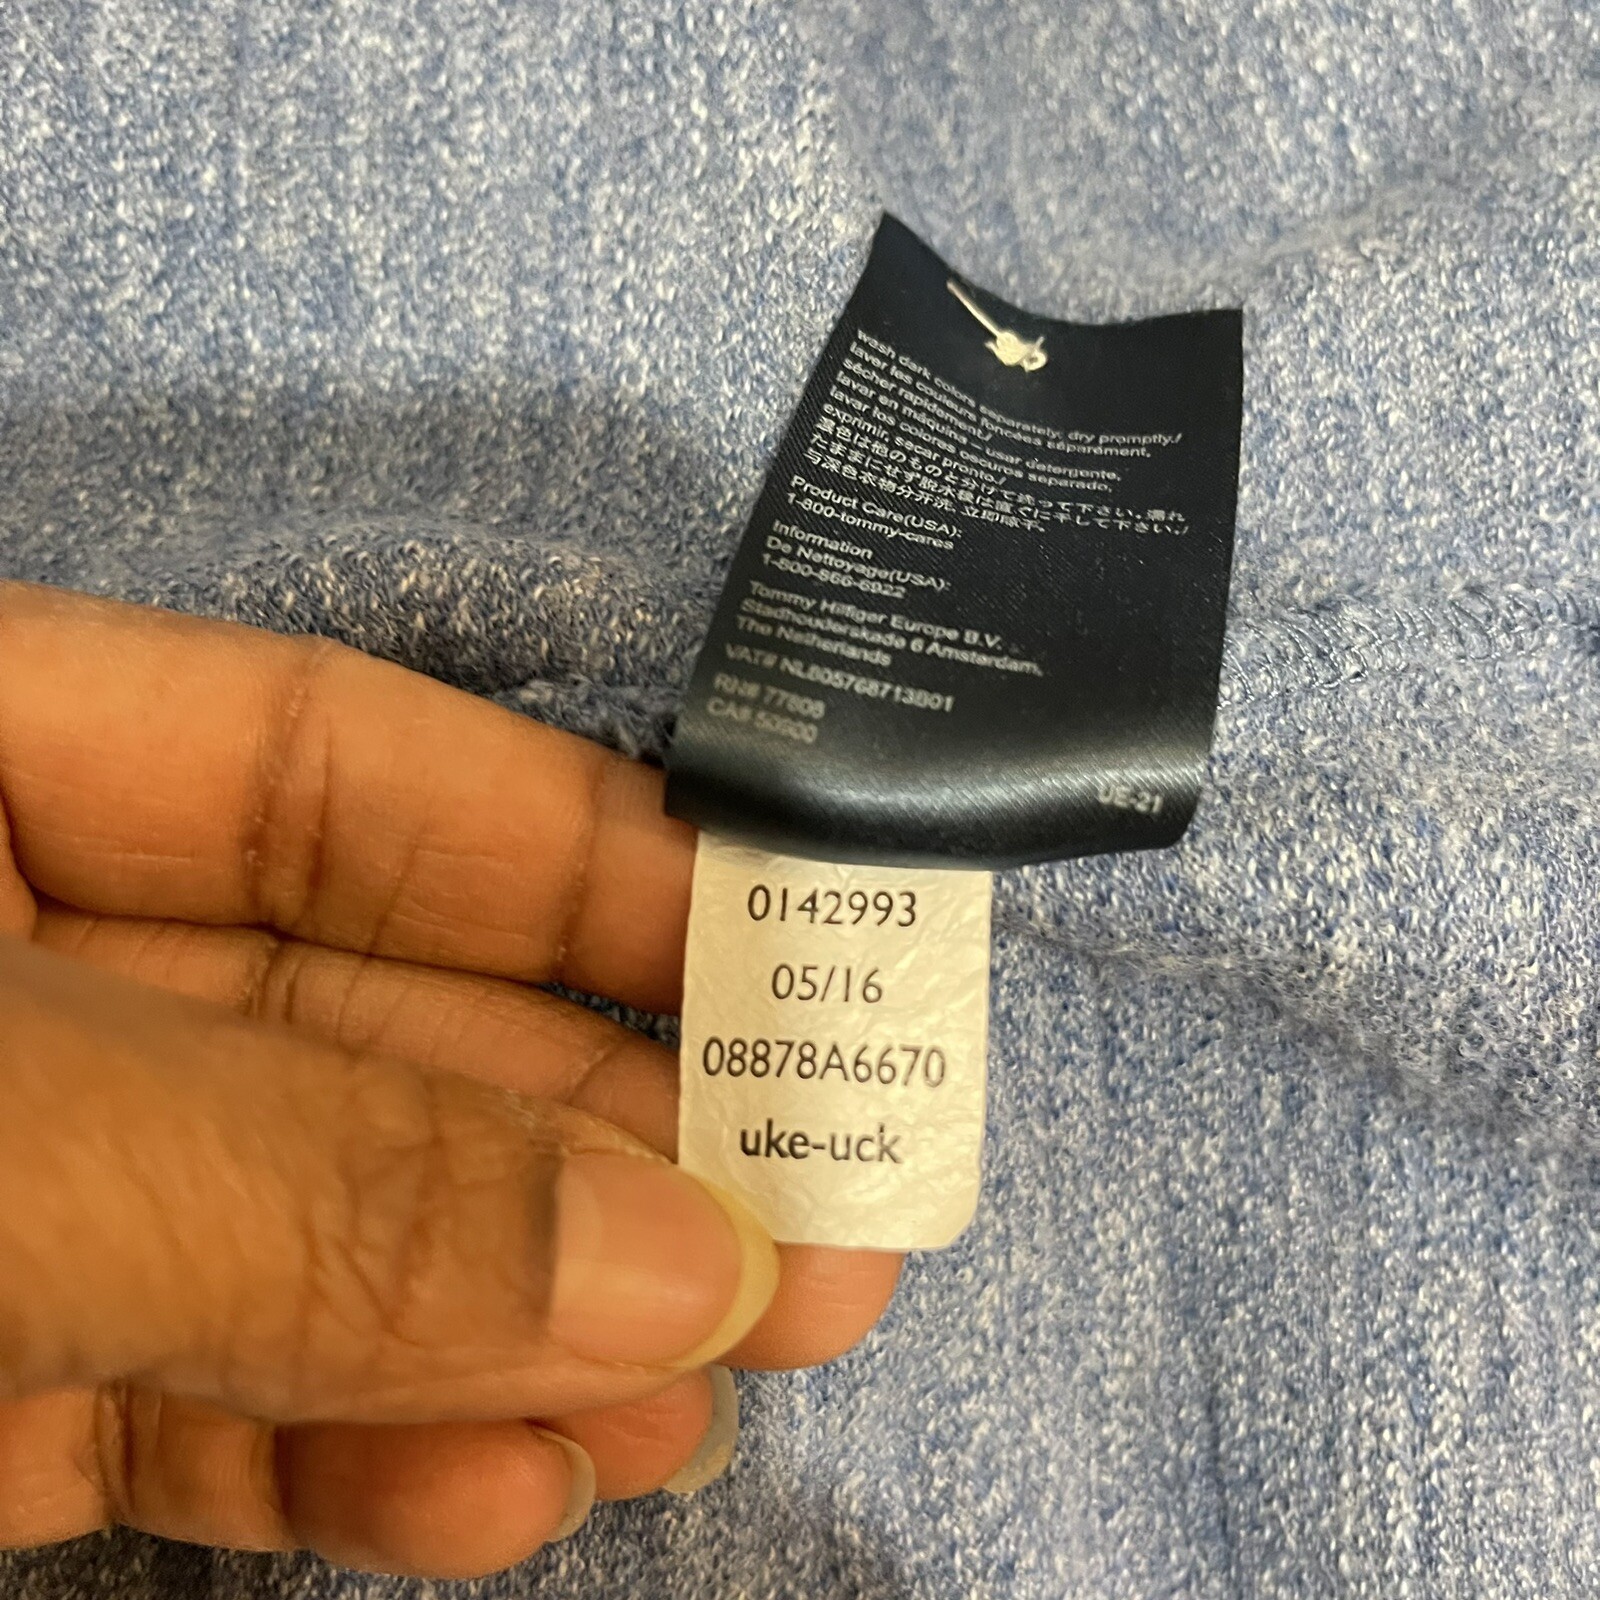 wash dark colors separately; dry promptly./
laver les couleurs foncées séparément,
sécher rapidement./
lavar en máquina – usar detergente,
lavar los colores oscuros separado,
exprimir, secar pronto./
濃色は他のものと分けて洗って下さい。濡れ
たままにせず脱水後は直ぐに干して下さい。/
与深色衣物分开洗, 立即晾干.
Product Care(USA):
1-800-tommy-cares
Information
De Nettoyage(USA):
1-800-866-6922
Tommy Hilfiger Europe B.V.
Stadhouderskade 6 Amsterdam,
The Netherlands
VAT# NL805768713B01
RN# 77806
CA# 53600
0142993
05/16
08878A6670
uke-uck